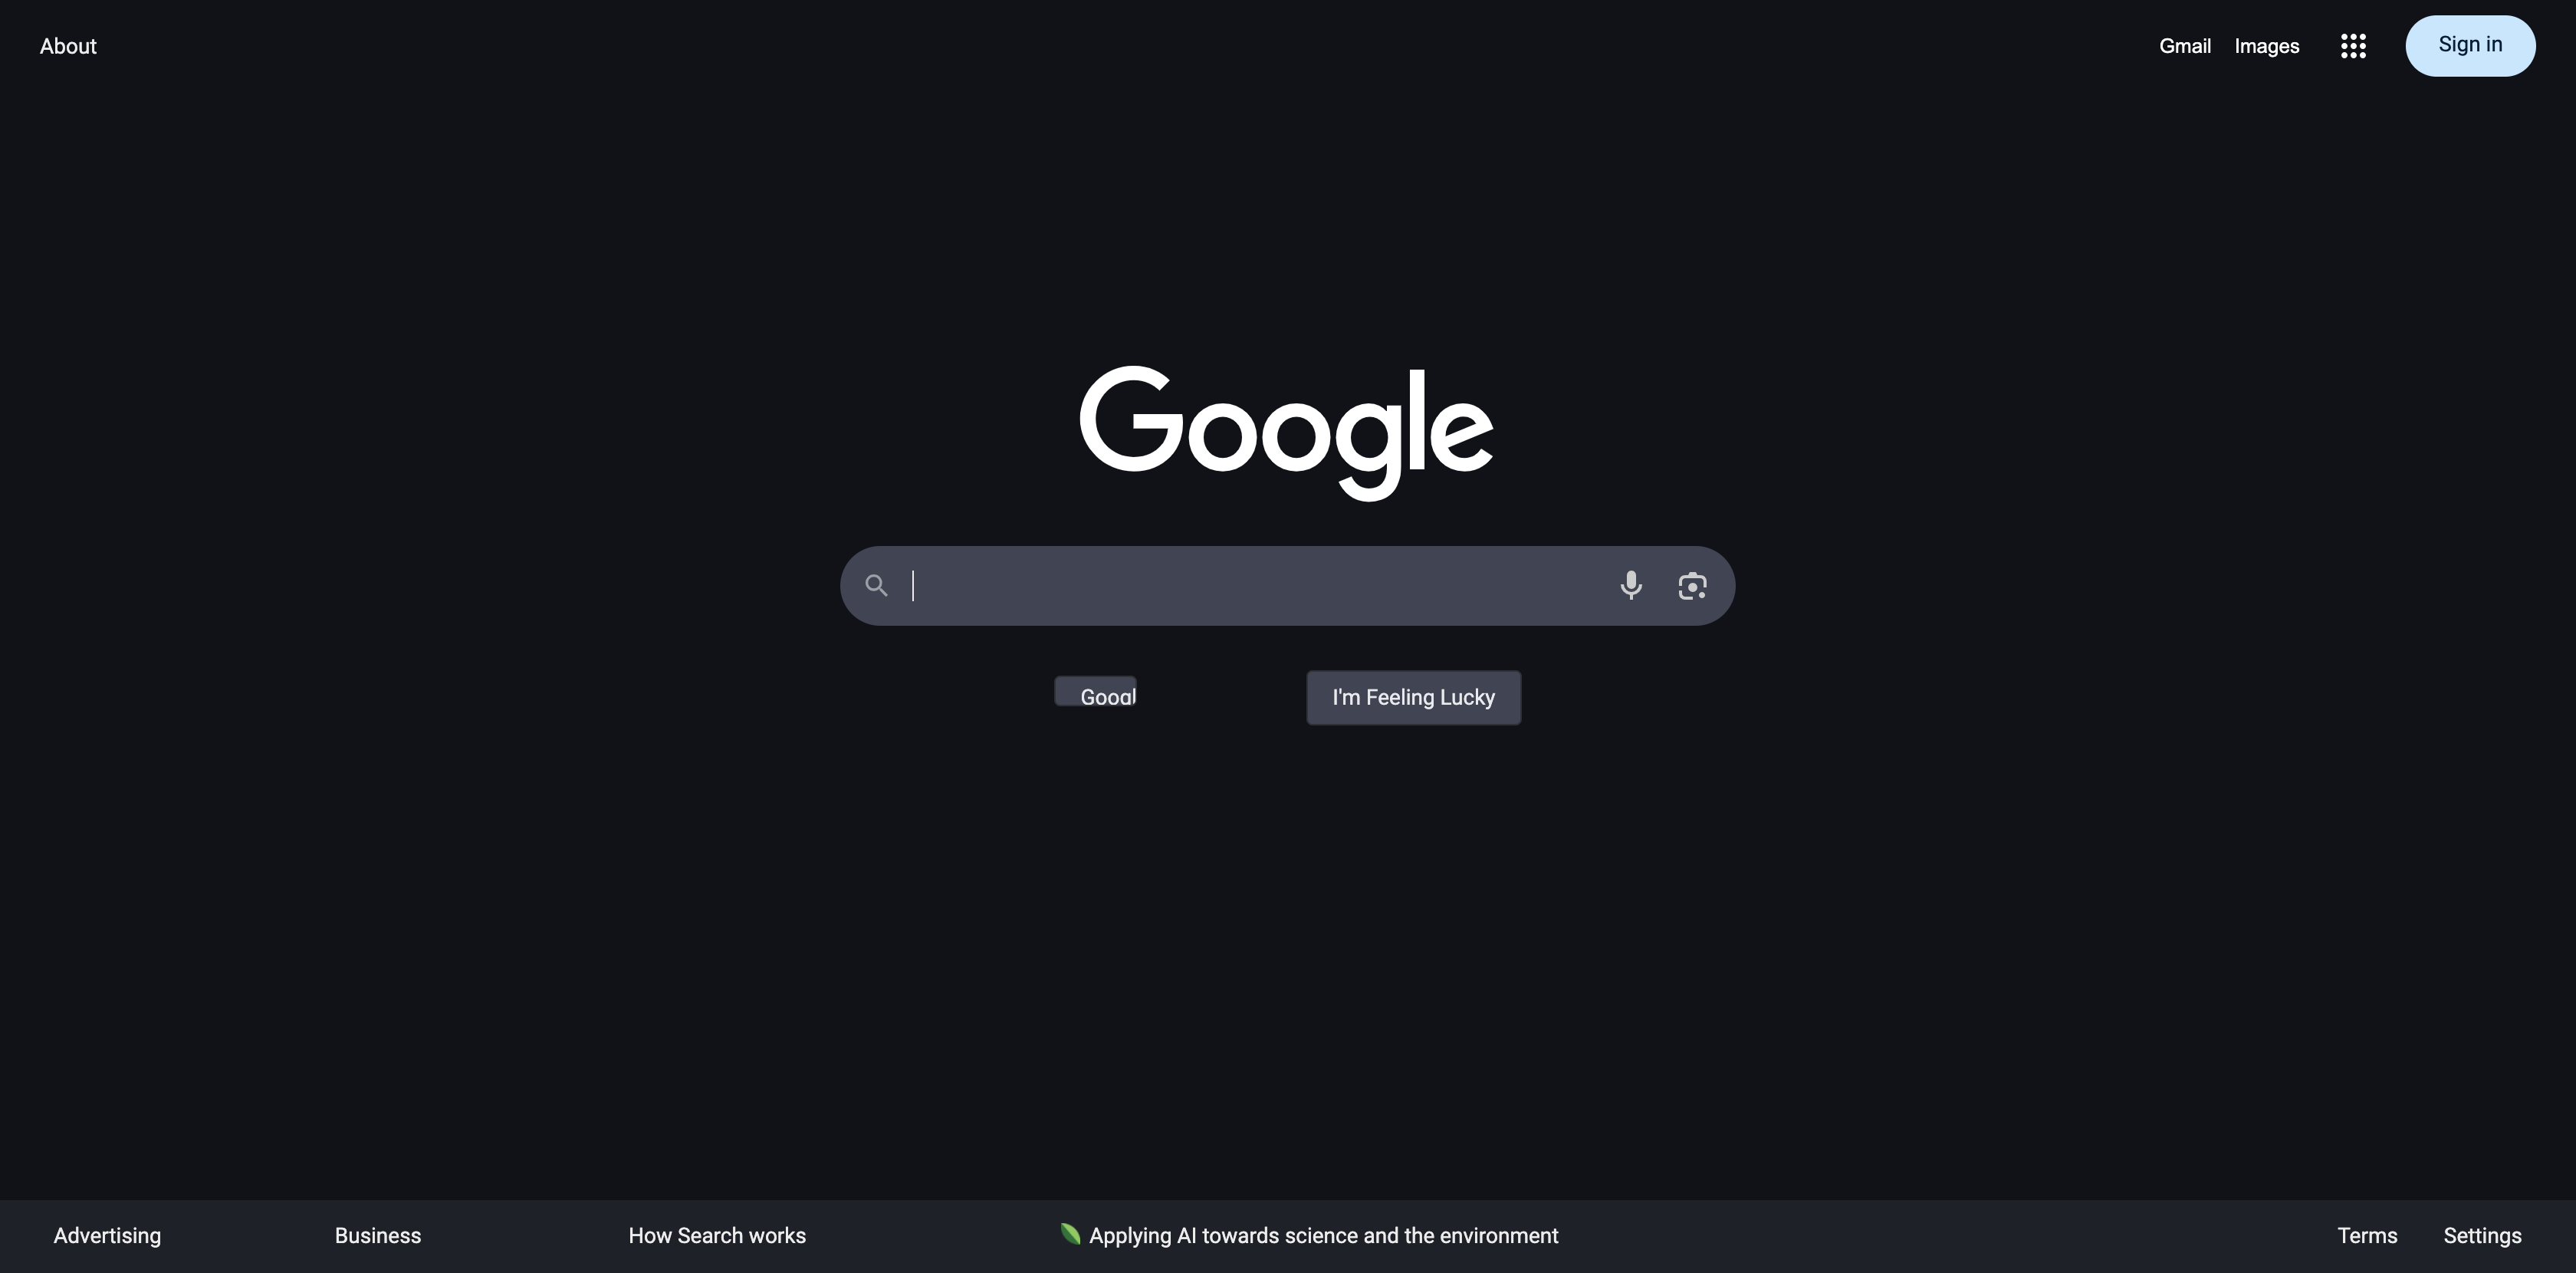 About
Gmail
Images
Sign in
Google
Googl
I'm Feeling Lucky
Advertising
Business
How Search works
Applying AI towards science and the environment
Terms
Settings